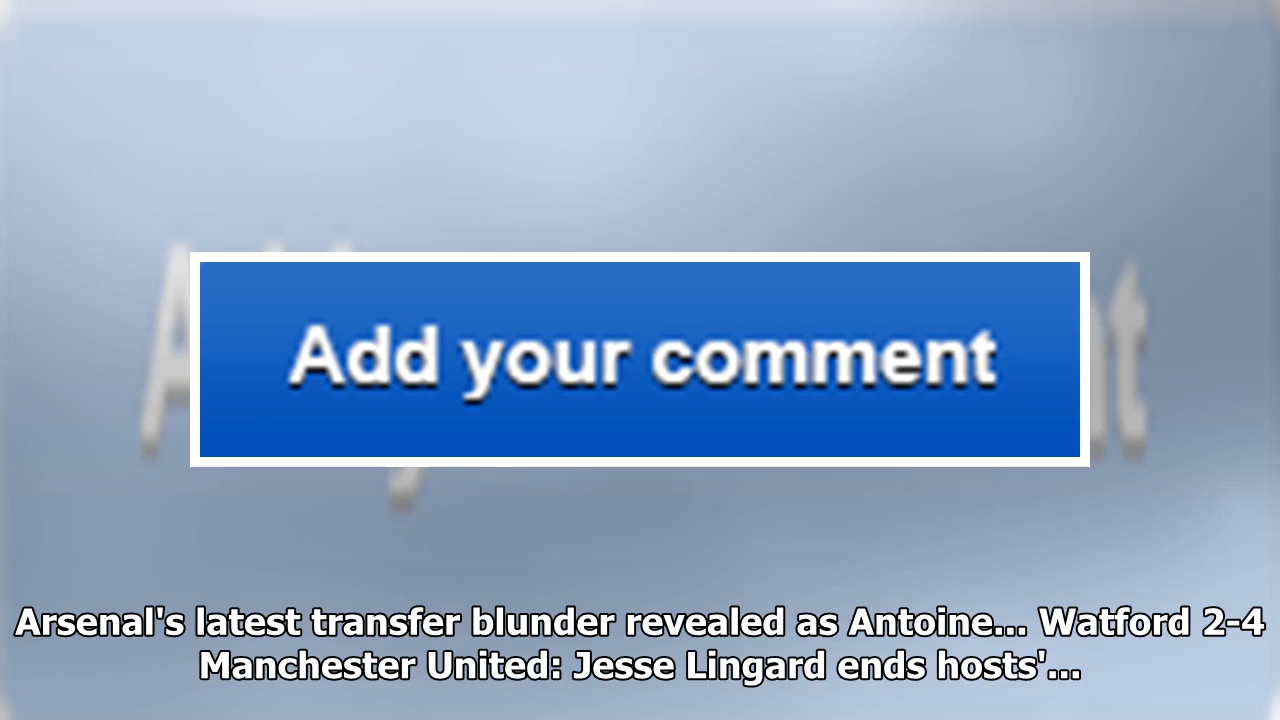 Add your comment
Arsenal's latest transfer blunder revealed as Antoine... Watford 2-4
Manchester United: Jesse Lingard ends hosts'...